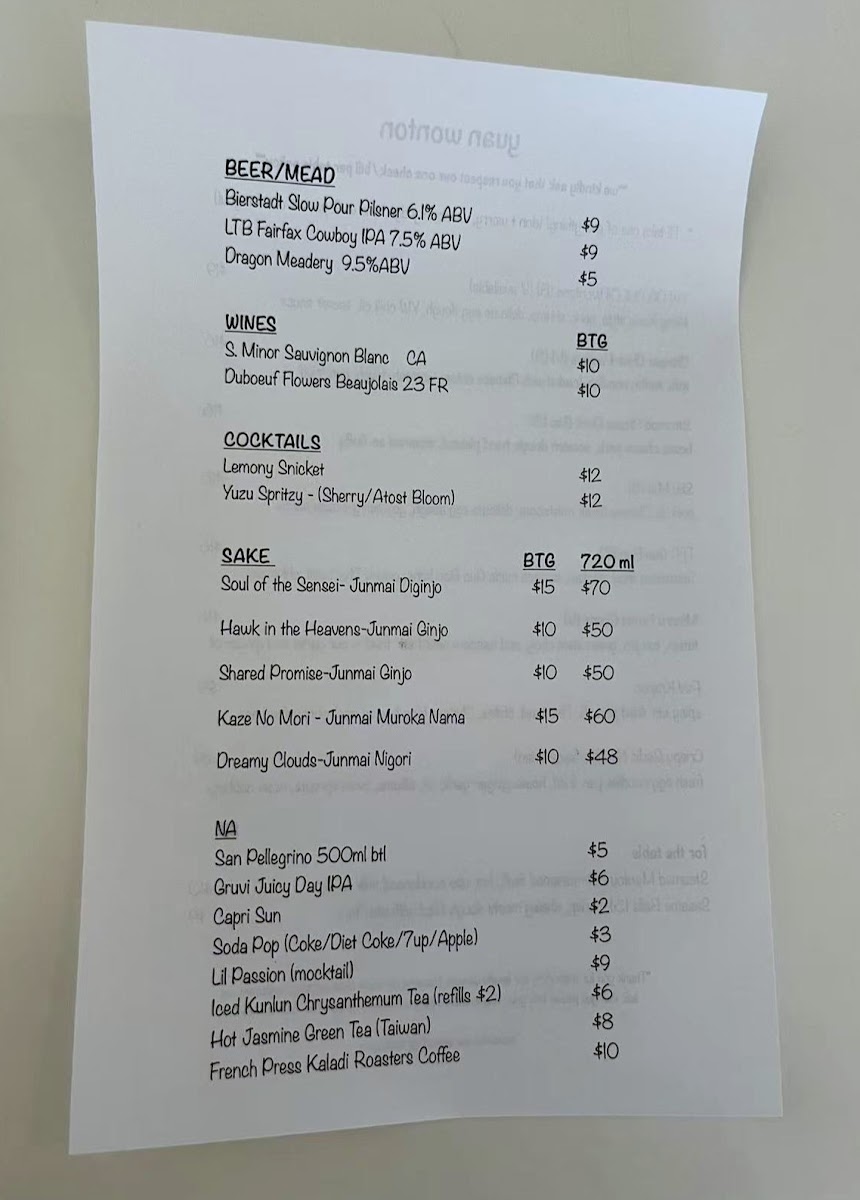 yuan wonton
BEER/MEAD
Bierstadt Slow Pour Pilsner 6.1% ABV $9
LTB Fairfax Cowboy IPA 7.5% ABV $9
Dragon Meadery 9.5%ABV $5
WINES BTG
S. Minor Sauvignon Blanc CA $10
Duboeuf Flowers Beaujolais 23 FR $10
COCKTAILS
Lemony Snicket $12
Yuzu Spritzy - (Sherry/Atost Bloom) $12
SAKE BTG 720 ml
Soul of the Sensei- Junmai Diginjo $15 $70
Hawk in the Heavens-Junmai Ginjo $10 $50
Shared Promise-Junmai Ginjo $10 $50
Kaze No Mori - Junmai Muroka Nama $15 $60
Dreamy Clouds-Junmai Nigori $10 $48
NA
San Pellegrino 500ml btl $5
Gruvi Juicy Day IPA $6
Capri Sun $2
Soda Pop (Coke/Diet Coke/7up/Apple) $3
Lil Passion (mocktail) $9
Iced Kunlun Chrysanthemum Tea (refills $2) $6
Hot Jasmine Green Tea (Taiwan) $8
French Press Kaladi Roasters Coffee $10